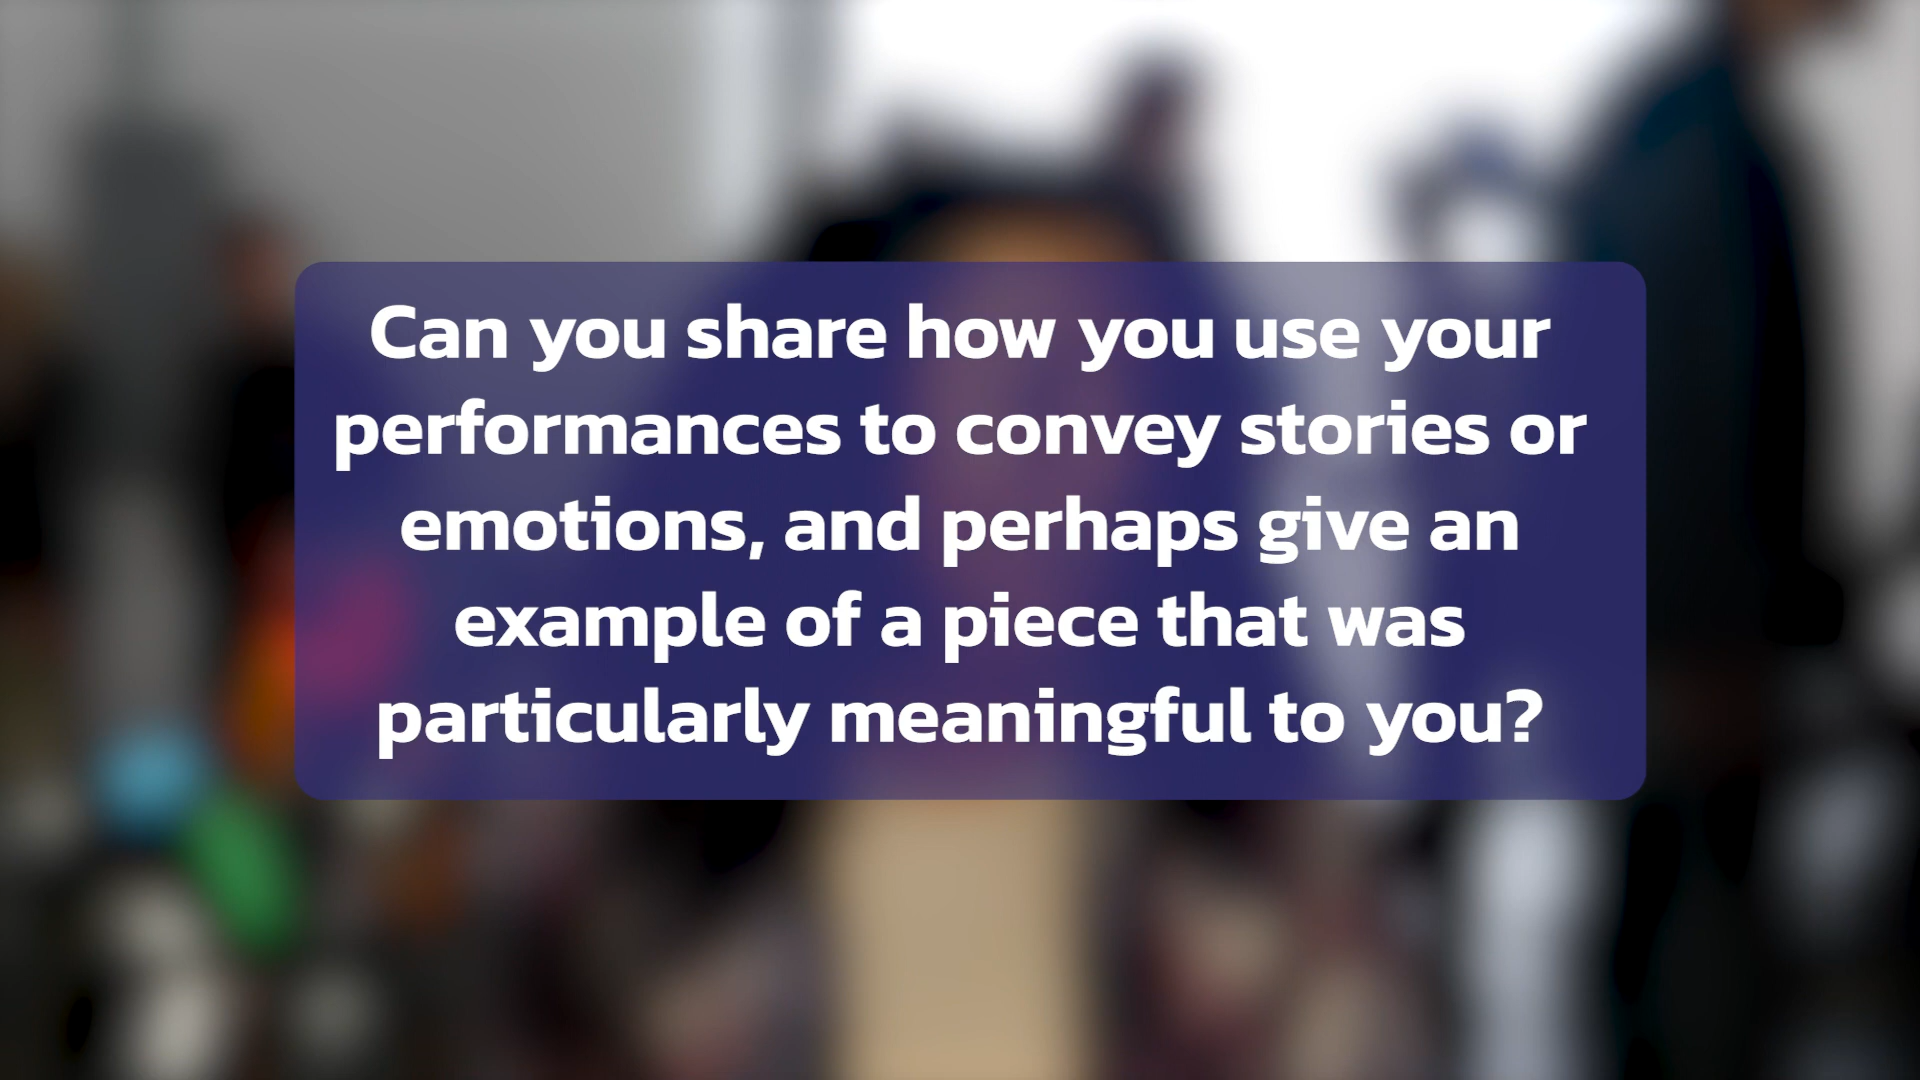 Can you share how you use your
performances to convey stories or
emotions, and perhaps give an
example of a piece that was
particularly meaningful to you?